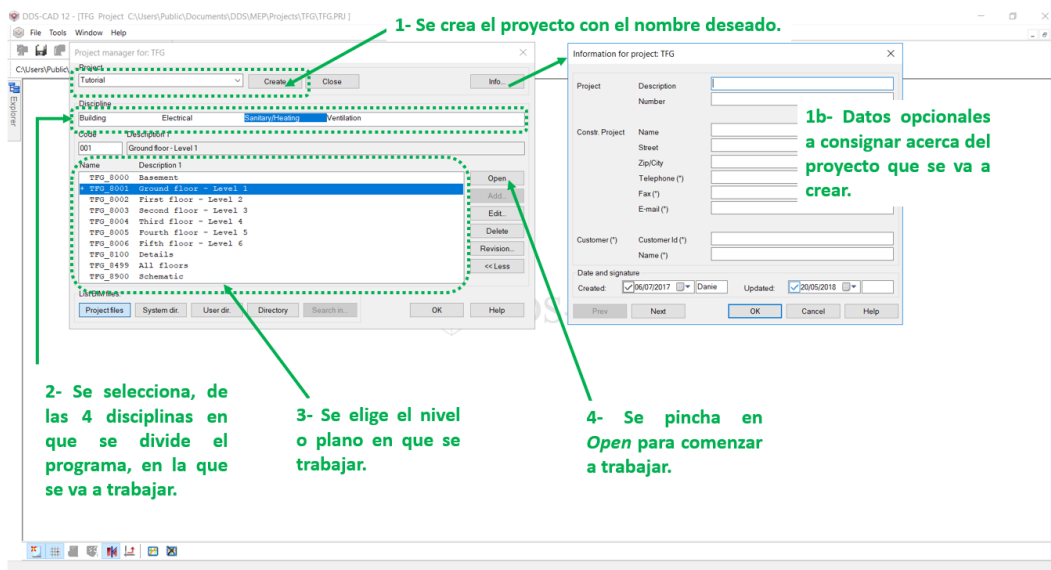 DDS-CAD 12 - [TFG Project C:\Users\Public\Documents\DDS\MEP\Projects\TFG\TFG.PRJ ]
File Tools Window Help
1- Se crea el proyecto con el nombre deseado.
C:\Users\Public\
Explorer
Project manager for: TFG
Project
Tutorial
Create
Close
Info...
Discipline
Building Electrical Sanitary/Heating Ventilation
Code Description 1
001 Ground floor - Level 1
Name Description 1
TFG_8000 Basement
+ TFG_8001 Ground floor - Level 1
TFG_8002 First floor - Level 2
TFG_8003 Second floor - Level 3
TFG_8004 Third floor - Level 4
TFG_8005 Fourth floor - Level 5
TFG_8006 Fifth floor - Level 6
TFG_8100 Details
TFG_8499 All floors
TFG_8900 Schematic
Open
Add...
Edit...
Delete
Revision...
<< Less
Project files System dir. User dir. Directory Search in... OK Help
Information for project: TFG
Project Description
Number
Constr. Project Name
Street
Zip/City
Telephone (*)
Fax (*)
E-mail (*)
Customer (*) Customer Id (*)
Name (*)
Date and signature
Created: 06/07/2017 Danie Updated: 20/05/2018
Prev Next OK Cancel Help
1b- Datos opcionales
a consignar acerca del
proyecto que se va a
crear.
2- Se selecciona, de
las 4 disciplinas en
que se divide el
programa, en la que
se va a trabajar.
3- Se elige el nivel
o plano en que se
trabajar.
4- Se pincha en
Open para comenzar
a trabajar.